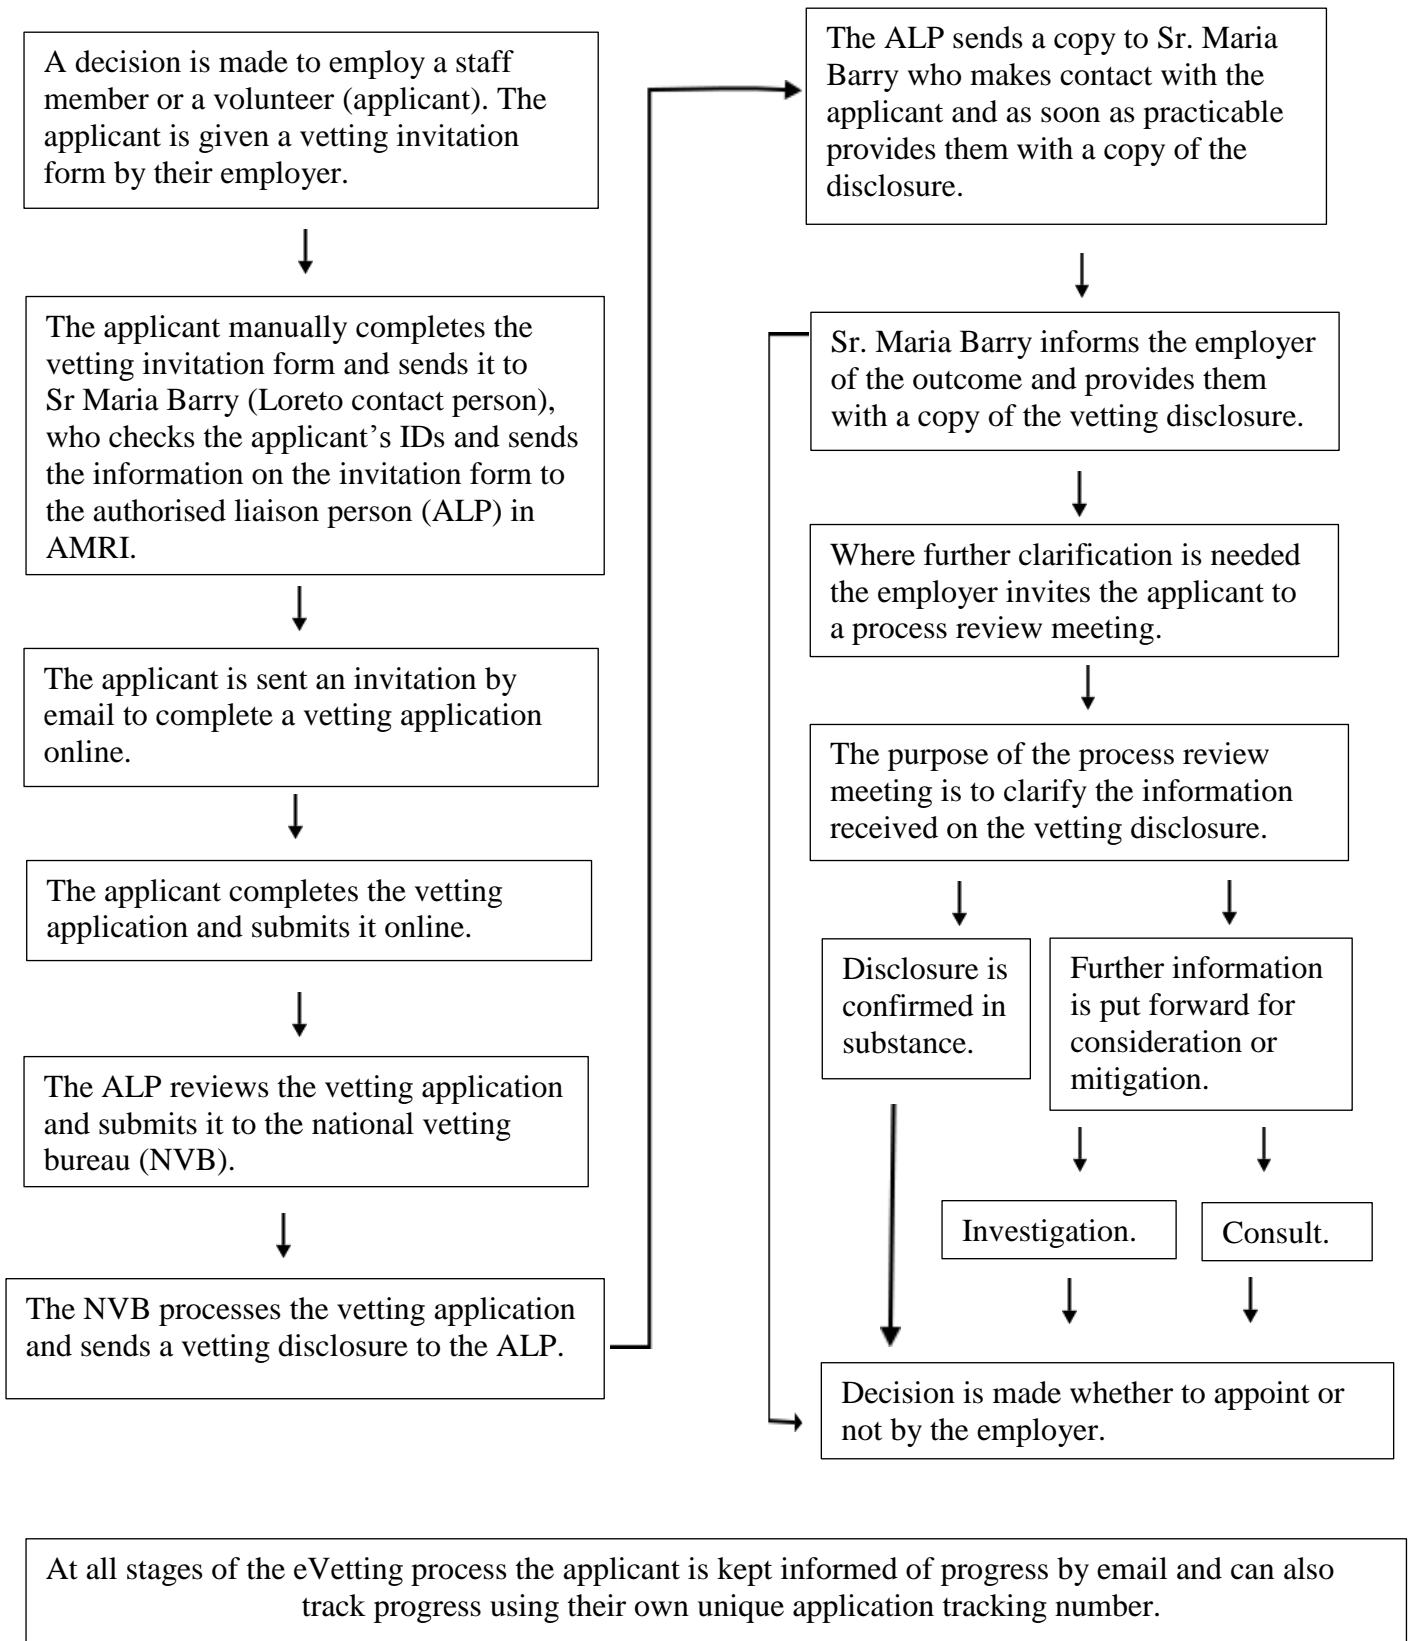 A decision is made to employ a staff
member or a volunteer (applicant). The
applicant is given a vetting invitation
form by their employer.
The applicant manually completes the
vetting invitation form and sends it to
Sr Maria Barry (Loreto contact person),
who checks the applicant’s IDs and sends
the information on the invitation form to
the authorised liaison person (ALP) in
AMRI.
The applicant is sent an invitation by
email to complete a vetting application
online.
The applicant completes the vetting
application and submits it online.
The ALP reviews the vetting application
and submits it to the national vetting
bureau (NVB).
The NVB processes the vetting application
and sends a vetting disclosure to the ALP.
The ALP sends a copy to Sr. Maria
Barry who makes contact with the
applicant and as soon as practicable
provides them with a copy of the
disclosure.
Sr. Maria Barry informs the employer
of the outcome and provides them
with a copy of the vetting disclosure.
Where further clarification is needed
the employer invites the applicant to
a process review meeting.
The purpose of the process review
meeting is to clarify the information
received on the vetting disclosure.
Disclosure is
confirmed in
substance.
Further information
is put forward for
consideration or
mitigation.
Investigation.
Consult.
Decision is made whether to appoint or
not by the employer.
At all stages of the eVetting process the applicant is kept informed of progress by email and can also
track progress using their own unique application tracking number.